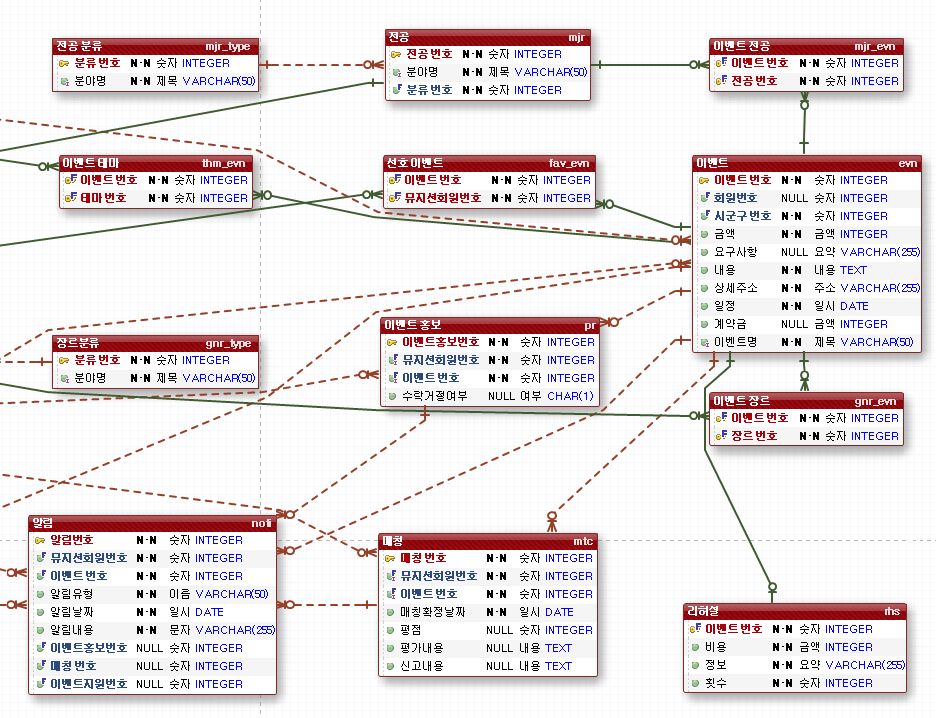 전공 분류 mjr_type
분류 번호 N-N 숫자 INTEGER
분야명 N-N 제목 VARCHAR(50)
전공 mjr
전공 번호 N-N 숫자 INTEGER
분야명 N-N 제목 VARCHAR(50)
분류 번호 N-N 숫자 INTEGER
이벤트 전공 mjr_evn
이벤트 번호 N-N 숫자 INTEGER
전공 번호 N-N 숫자 INTEGER
이벤트 테마 thm_evn
이벤트 번호 N-N 숫자 INTEGER
테마 번호 N-N 숫자 INTEGER
선호 이벤트 fav_evn
이벤트 번호 N-N 숫자 INTEGER
뮤지션회원번호 N-N 숫자 INTEGER
이벤트 evn
이벤트 번호 N-N 숫자 INTEGER
회원번호 NULL 숫자 INTEGER
시군구 번호 N-N 숫자 INTEGER
금액 N-N 금액 INTEGER
요구사항 NULL 요약 VARCHAR(255)
내용 N-N 내용 TEXT
상세주소 N-N 주소 VARCHAR(255)
일정 N-N 일시 DATE
계약금 NULL 금액 INTEGER
이벤트명 N-N 제목 VARCHAR(50)
장르분류 gnr_type
분류 번호 N-N 숫자 INTEGER
분야명 N-N 제목 VARCHAR(50)
이벤트 홍보 pr
이벤트홍보번호 N-N 숫자 INTEGER
뮤지션회원번호 N-N 숫자 INTEGER
이벤트 번호 N-N 숫자 INTEGER
수락거절여부 NULL 여부 CHAR(1)
이벤트 장르 gnr_evn
이벤트 번호 N-N 숫자 INTEGER
장르 번호 N-N 숫자 INTEGER
알림 noti
알림번호 N-N 숫자 INTEGER
뮤지션회원번호 N-N 숫자 INTEGER
이벤트 번호 N-N 숫자 INTEGER
알림유형 N-N 이름 VARCHAR(50)
알림날짜 N-N 일시 DATE
알림내용 N-N 문자 VARCHAR(255)
이벤트홍보번호 NULL 숫자 INTEGER
매칭 번호 NULL 숫자 INTEGER
이벤트지원번호 NULL 숫자 INTEGER
매칭 mtc
매칭 번호 N-N 숫자 INTEGER
뮤지션회원번호 N-N 숫자 INTEGER
이벤트 번호 N-N 숫자 INTEGER
매칭확정날짜 N-N 일시 DATE
평점 NULL 숫자 INTEGER
평가내용 NULL 내용 TEXT
신고내용 NULL 내용 TEXT
리허설 rhs
이벤트 번호 N-N 숫자 INTEGER
비용 N-N 금액 INTEGER
정보 N-N 요약 VARCHAR(255)
횟수 N-N 숫자 INTEGER